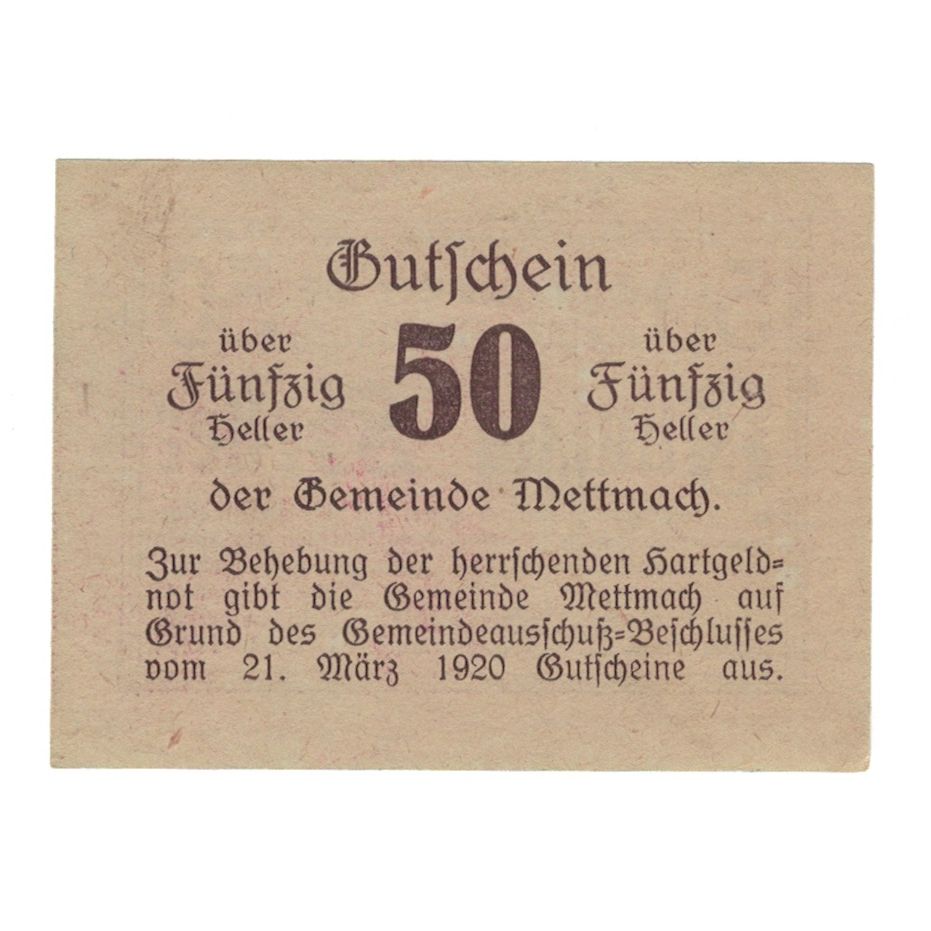 Gutschein
über
Fünfzig
Heller
50
über
Fünfzig
Heller
der Gemeinde Mettmach.
Zur Behebung der herrschenden Hartgeld=
not gibt die Gemeinde Mettmach auf
Grund des Gemeindeausschuß=Beschlusses
vom 21. März 1920 Gutscheine aus.